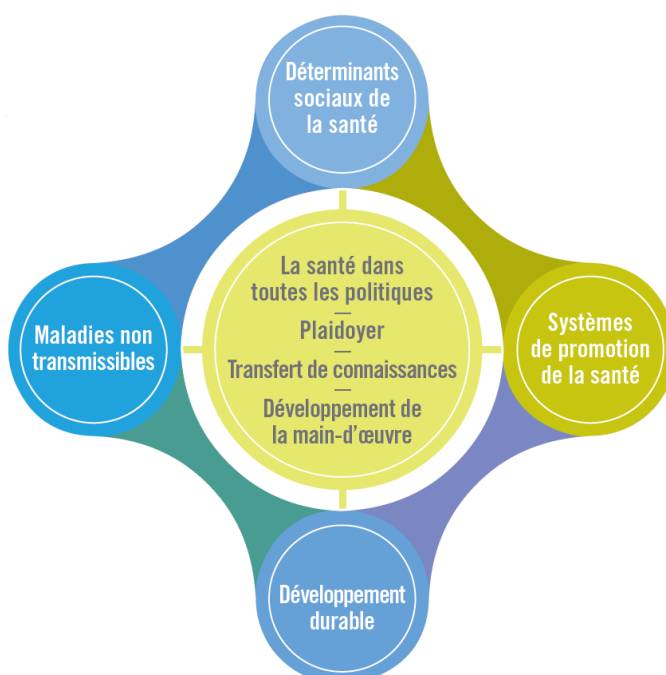 Déterminants
sociaux de
la santé
La santé dans
toutes les politiques
Plaidoyer
Transfert de connaissances
Développement de
la main-d'œuvre
Maladies non
transmissibles
Systèmes
de promotion
de la santé
Développement
durable